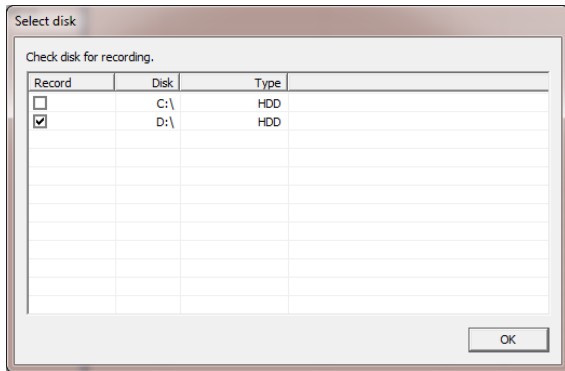 Select disk
Check disk for recording.
Record Disk Type
C:\ HDD
D:\ HDD
OK